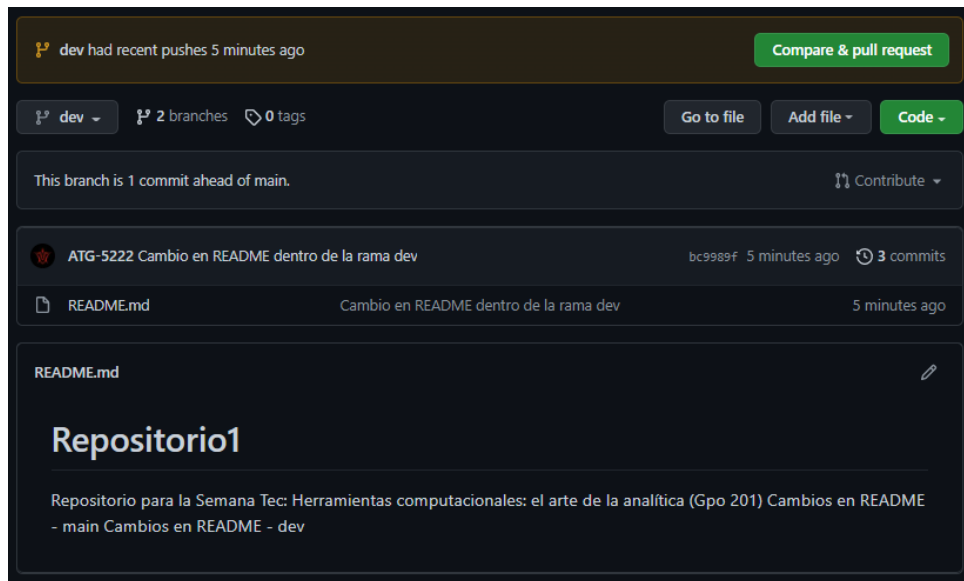 dev had recent pushes 5 minutes ago Compare & pull request
dev 2 branches 0 tags Go to file Add file Code
This branch is 1 commit ahead of main. Contribute
ATG-5222 Cambio en README dentro de la rama dev bc9989f 5 minutes ago 3 commits
README.md Cambio en README dentro de la rama dev 5 minutes ago
README.md
Repositorio1
Repositorio para la Semana Tec: Herramientas computacionales: el arte de la analítica (Gpo 201) Cambios en README
- main Cambios en README - dev